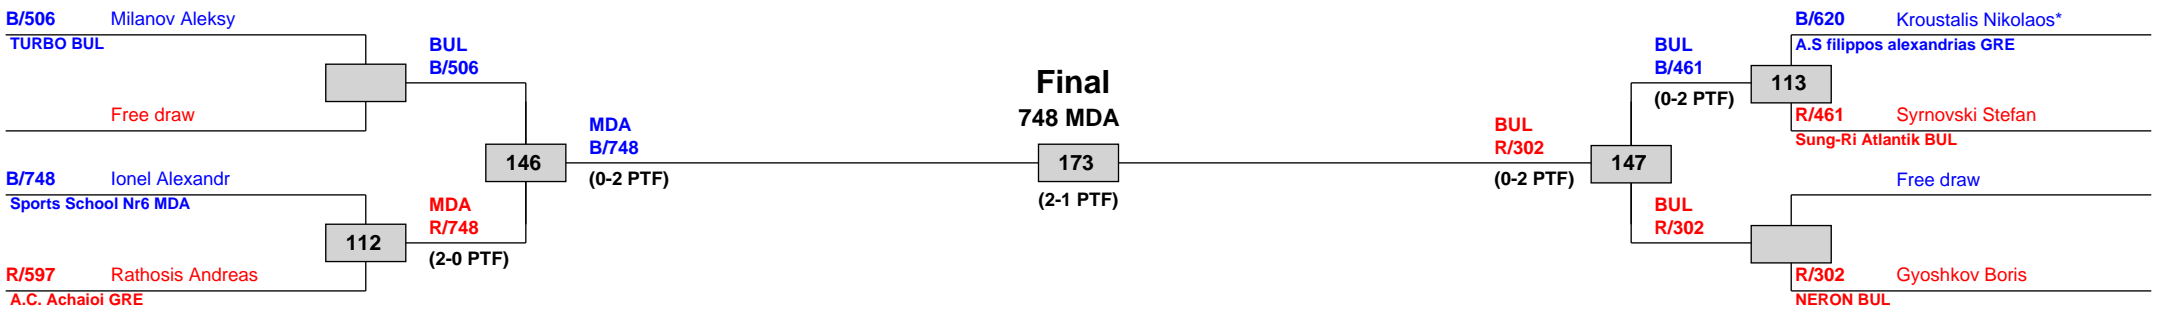 B/506 Milanov Aleksy
TURBO BUL
Free draw
B/748 Ionel Alexandr
Sports School Nr6 MDA
R/597 Rathosis Andreas
A.C. Achaioi GRE
BUL
B/506
112
MDA
R/748
(2-0 PTF)
146
MDA
B/748
(0-2 PTF)
Final
748 MDA
173
(2-1 PTF)
BUL
R/302
(0-2 PTF)
147
BUL
B/461
(0-2 PTF)
113
BUL
R/302
B/620 Kroustalis Nikolaos*
A.S filippos alexandrias GRE
R/461 Syrnovski Stefan
Sung-Ri Atlantik BUL
Free draw
R/302 Gyoshkov Boris
NERON BUL